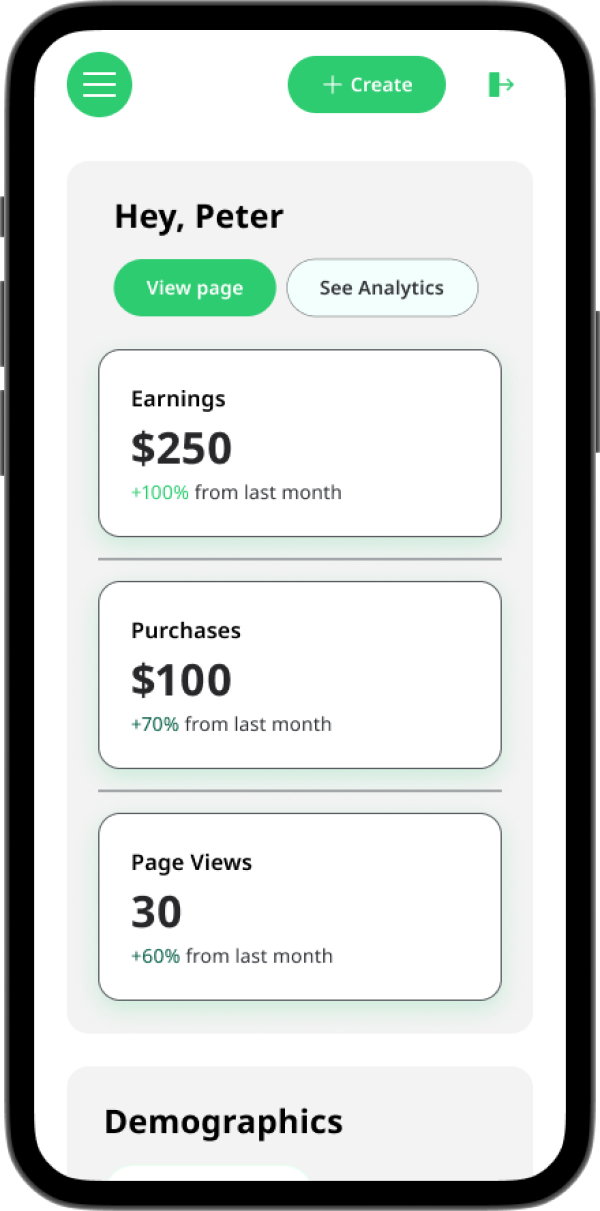 + Create
Hey, Peter
View page
See Analytics
Earnings
$250
+100% from last month
Purchases
$100
+70% from last month
Page Views
30
+60% from last month
Demographics